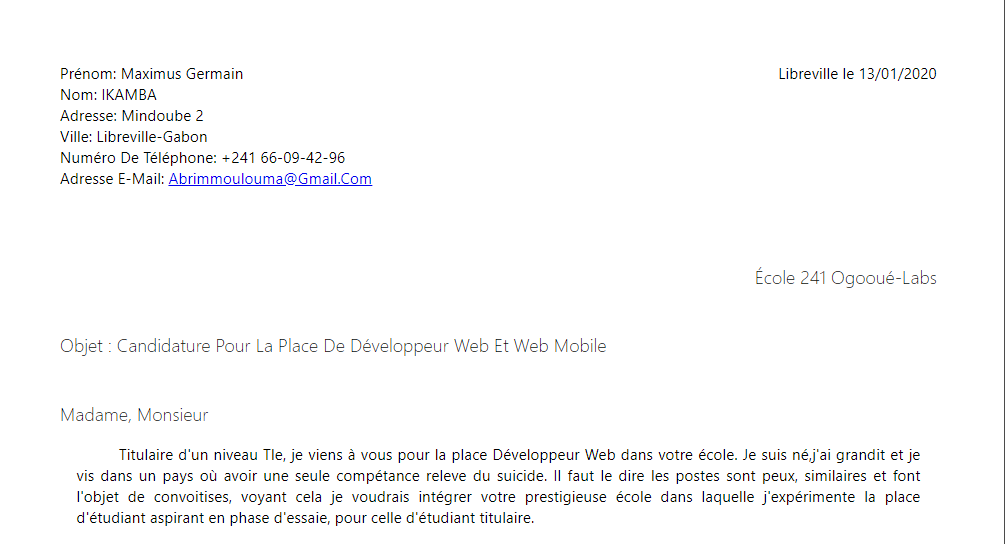 Prénom: Maximus Germain
Libreville le 13/01/2020
Nom: IKAMBA
Adresse: Mindoube 2
Ville: Libreville-Gabon
Numéro De Téléphone: +241 66-09-42-96
Adresse E-Mail: Abrimmoulouma@Gmail.Com
École 241 Ogooué-Labs
Objet : Candidature Pour La Place De Développeur Web Et Web Mobile
Madame, Monsieur
Titulaire d'un niveau Tle, je viens à vous pour la place Développeur Web dans votre école. Je suis né,j'ai grandit et je
vis dans un pays où avoir une seule compétance releve du suicide. Il faut le dire les postes sont peux, similaires et font
l'objet de convoitises, voyant cela je voudrais intégrer votre prestigieuse école dans laquelle j'expérimente la place
d'étudiant aspirant en phase d'essaie, pour celle d'étudiant titulaire.